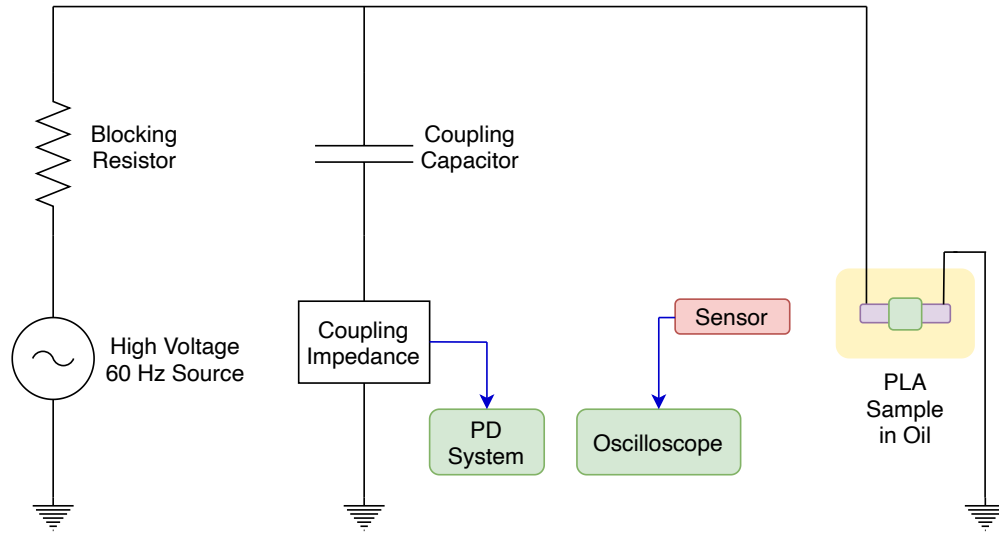 Blocking
Resistor
Coupling
Capacitor
High Voltage
60 Hz Source
Coupling
Impedance
PD
System
Sensor
Oscilloscope
PLA
Sample
in Oil